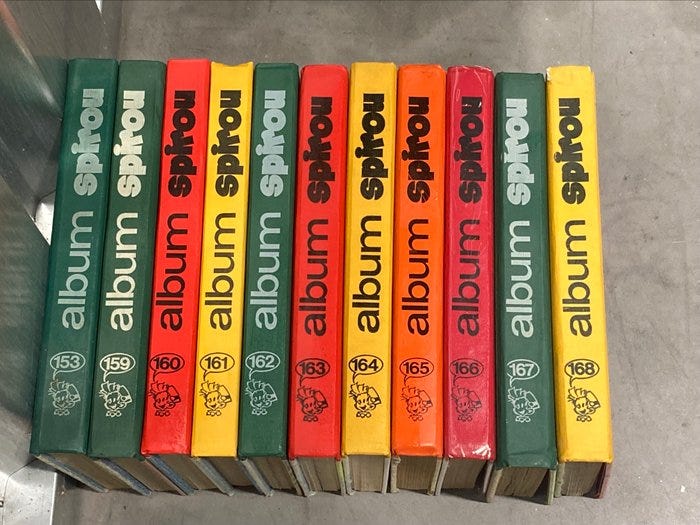 album spirou
153
album spirou
159
album spirou
160
album spirou
161
album spirou
162
album spirou
163
album spirou
164
album spirou
165
album spirou
166
album spirou
167
album spirou
168